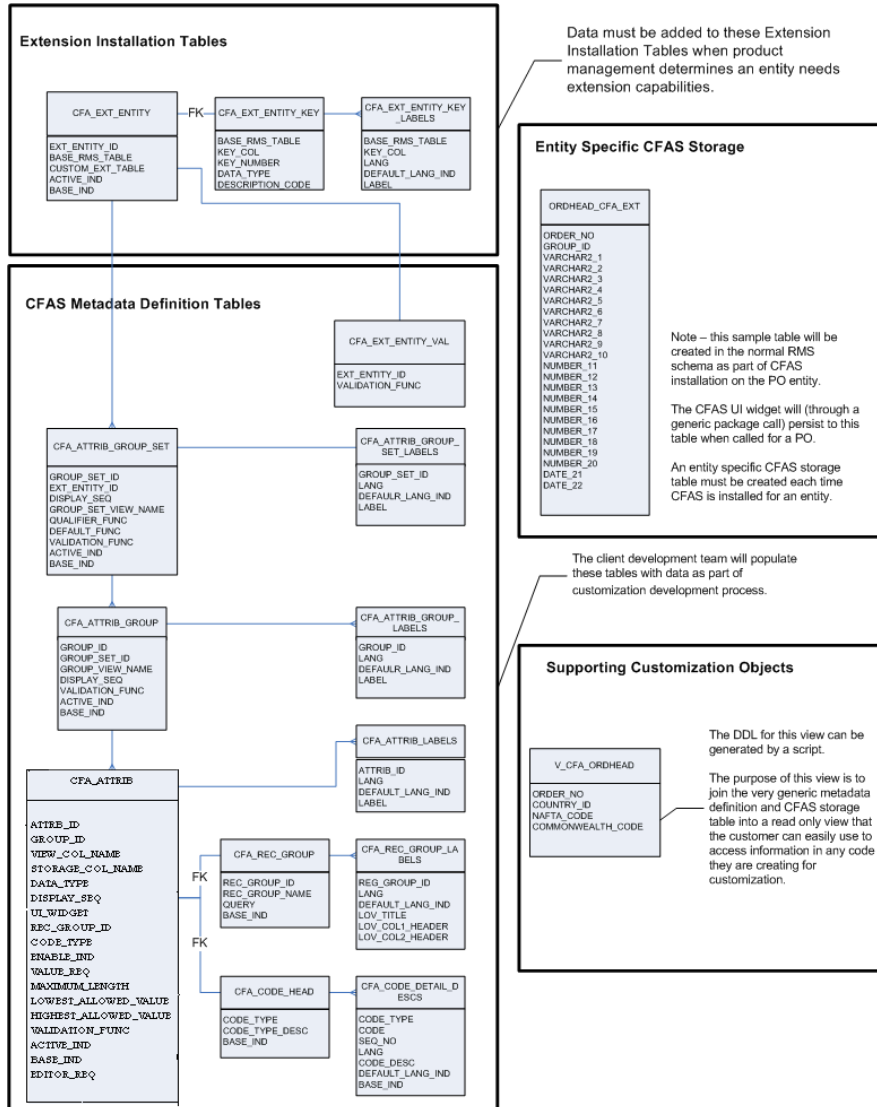 Extension Installation Tables
CFA_EXT_ENTITY
EXT_ENTITY_ID
BASE_RMS_TABLE
CUSTOM_EXT_TABLE
ACTIVE_IND
BASE_IND
FK
CFA_EXT_ENTITY_KEY
BASE_RMS_TABLE
KEY_COL
KEY_NUMBER
DATA_TYPE
DESCRIPTION_CODE
CFA_EXT_ENTITY_KEY
_LABELS
BASE_RMS_TABLE
KEY_COL
LANG
DEFAULT_LANG_IND
LABEL
Data must be added to these Extension
Installation Tables when product
management determines an entity needs
extension capabilities.
CFAS Metadata Definition Tables
CFA_EXT_ENTITY_VAL
EXT_ENTITY_ID
VALIDATION_FUNC
CFA_ATTRIB_GROUP_SET
GROUP_SET_ID
EXT_ENTITY_ID
DISPLAY_SEQ
GROUP_SET_VIEW_NAME
QUALIFIER_FUNC
DEFAULT_FUNC
VALIDATION_FUNC
ACTIVE_IND
BASE_IND
CFA_ATTRIB_GROUP_
SET_LABELS
GROUP_SET_ID
LANG
DEFAULR_LANG_IND
LABEL
CFA_ATTRIB_GROUP
GROUP_ID
GROUP_SET_ID
GROUP_VIEW_NAME
DISPLAY_SEQ
VALIDATION_FUNC
ACTIVE_IND
BASE_IND
CFA_ATTRIB_GROUP_
LABELS
GROUP_ID
LANG
DEFAULR_LANG_IND
LABEL
CFA_ATTRIB_LABELS
ATTRIB_ID
LANG
DEFAULT_LANG_IND
LABEL
CFA_ATTRIB
ATTRB_ID
GROUP_ID
VIEW_COL_NAME
STORAGE_COL_NAME
DATA_TYPE
DISPLAY_SEQ
UI_WIDGET
REC_GROUP_ID
CODE_TYPE
ENABLE_IND
VALUE_REQ
MAXIMUM_LENGTH
LOWEST_ALLOWED_VALUE
HIGHEST_ALLOWED_VALUE
VALIDATION_FUNC
ACTIVE_IND
BASE_IND
EDITOR_REQ
FK
FK
CFA_REC_GROUP
REC_GROUP_ID
REC_GROUP_NAME
QUERY
BASE_IND
CFA_REC_GROUP_LA
BELS
REG_GROUP_ID
LANG
DEFAULT_LANG_IND
LOV_TITLE
LOV_COL1_HEADER
LOV_COL2_HEADER
CFA_CODE_HEAD
CODE_TYPE
CODE_TYPE_DESC
BASE_IND
CFA_CODE_DETAIL_D
ESCS
CODE_TYPE
CODE
SEQ_NO
LANG
CODE_DESC
DEFAULT_LANG_IND
BASE_IND
Entity Specific CFAS Storage
ORDHEAD_CFA_EXT
ORDER_NO
GROUP_ID
VARCHAR2_1
VARCHAR2_2
VARCHAR2_3
VARCHAR2_4
VARCHAR2_5
VARCHAR2_6
VARCHAR2_7
VARCHAR2_8
VARCHAR2_9
VARCHAR2_10
NUMBER_11
NUMBER_12
NUMBER_13
NUMBER_14
NUMBER_15
NUMBER_16
NUMBER_17
NUMBER_18
NUMBER_19
NUMBER_20
DATE_21
DATE_22
Note – this sample table will be
created in the normal RMS
schema as part of CFAS
installation on the PO entity.
The CFAS UI widget will (through a
generic package call) persist to this
table when called for a PO.
An entity specific CFAS storage
table must be created each time
CFAS is installed for an entity.
The client development team will populate
these tables with data as part of
customization development process.
Supporting Customization Objects
V_CFA_ORDHEAD
ORDER_NO
COUNTRY_ID
NAFTA_CODE
COMMONWEALTH_CODE
The DDL for this view can be
generated by a script.
The purpose of this view is to
join the very generic metadata
definition and CFAS storage
table into a read only view that
the customer can easily use to
access information in any code
they are creating for
customization.